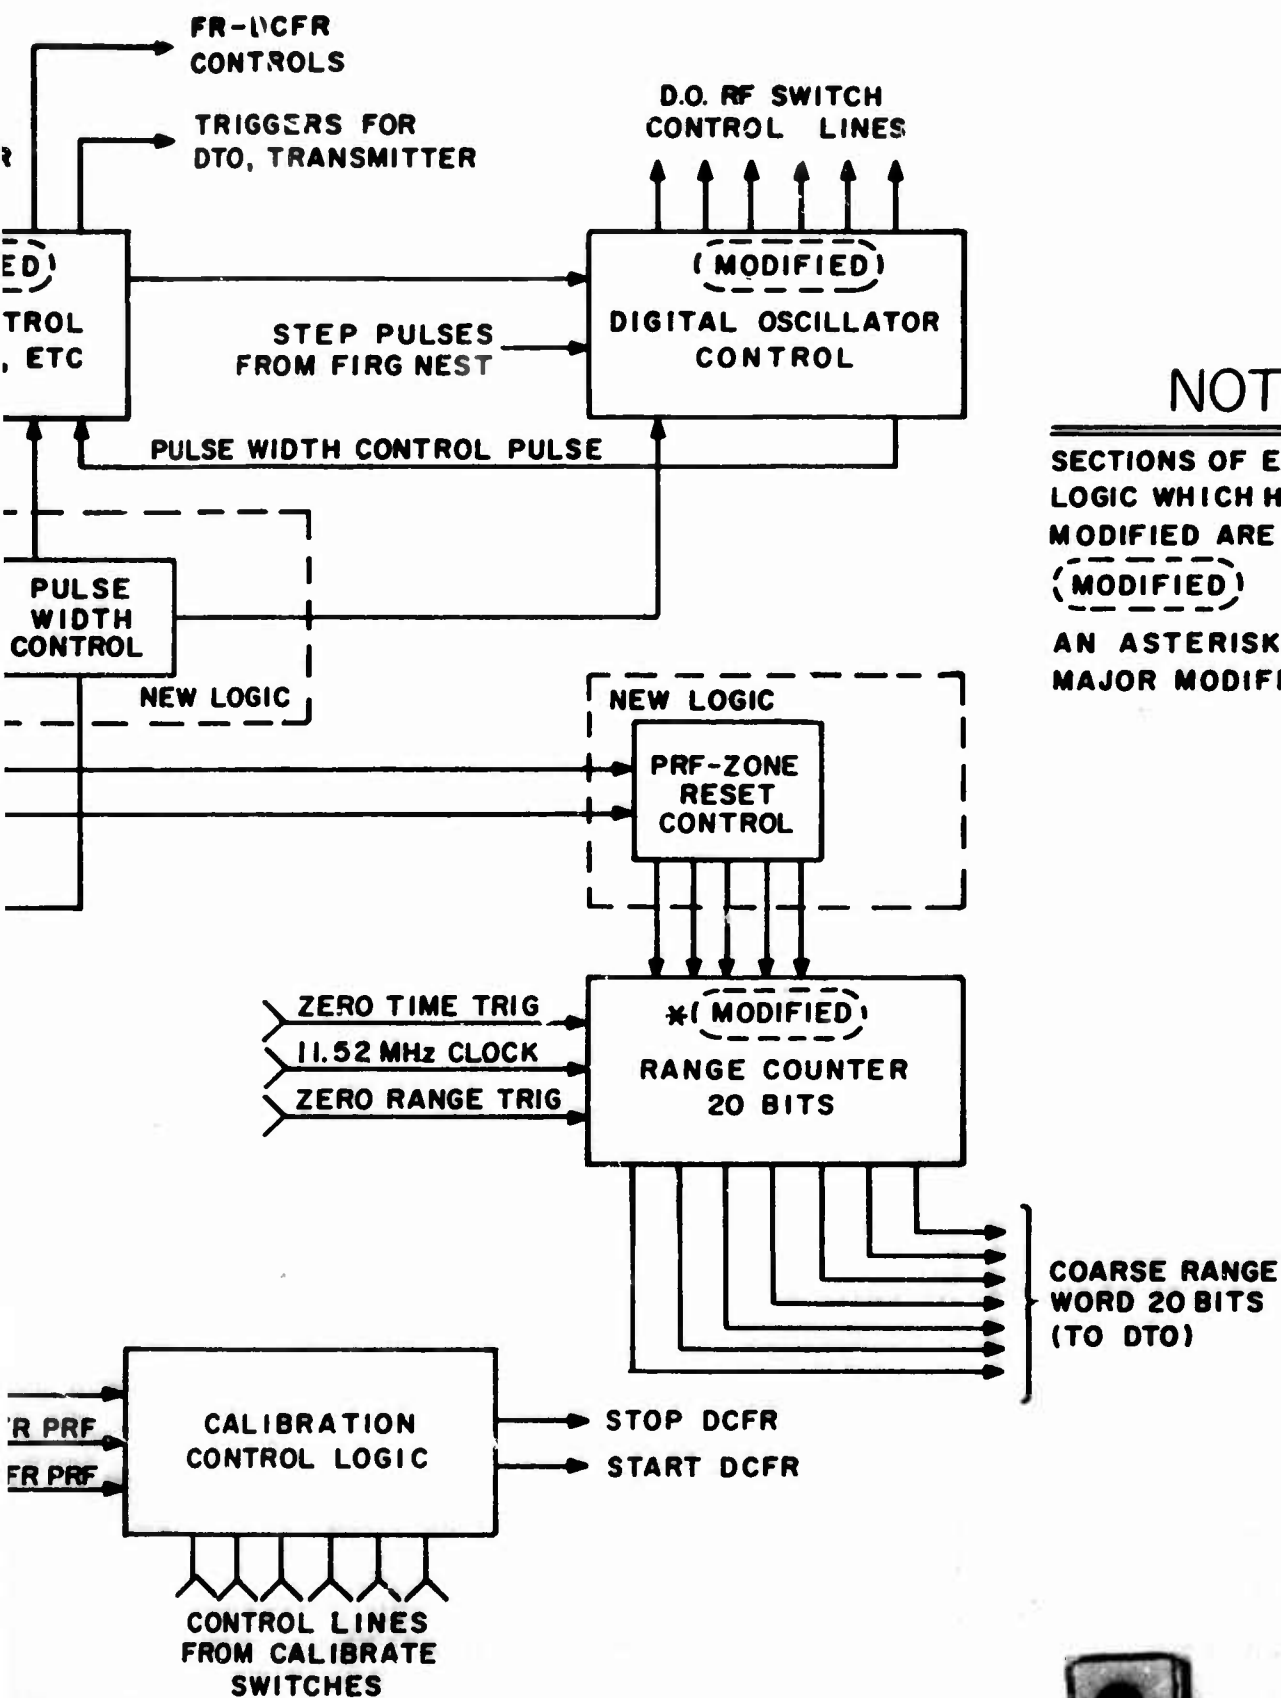 FR-DCFR
CONTROLS
TRIGGERS FOR
DTO, TRANSMITTER
D.O. RF SWITCH
CONTROL LINES
(MODIFIED)
DIGITAL OSCILLATOR
CONTROL
ED)
TROL
, ETC
STEP PULSES
FROM FIRG NEST
PULSE WIDTH CONTROL PULSE
NOT
SECTIONS OF E
LOGIC WHICH H
MODIFIED ARE
(MODIFIED)
AN ASTERISK
MAJOR MODIFI
PULSE
WIDTH
CONTROL
NEW LOGIC
NEW LOGIC
PRF-ZONE
RESET
CONTROL
ZERO TIME TRIG
11.52 MHz CLOCK
ZERO RANGE TRIG
*(MODIFIED)
RANGE COUNTER
20 BITS
COARSE RANGE
WORD 20 BITS
(TO DTO)
R PRF
FR PRF
CALIBRATION
CONTROL LOGIC
STOP DCFR
START DCFR
CONTROL LINES
FROM CALIBRATE
SWITCHES